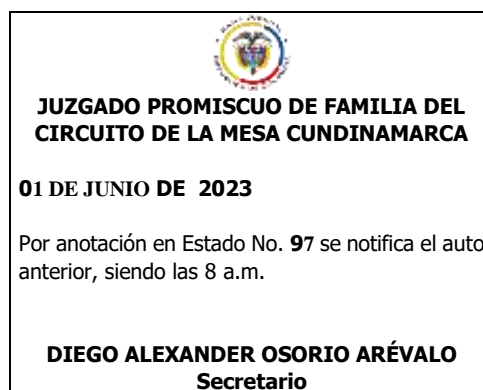 JUZGADO PROMISCUO DE FAMILIA DEL
CIRCUITO DE LA MESA CUNDINAMARCA
01 DE JUNIO DE 2023
Por anotación en Estado No. 97 se notifica el auto
anterior, siendo las 8 a.m.
DIEGO ALEXANDER OSORIO ARÉVALO
Secretario